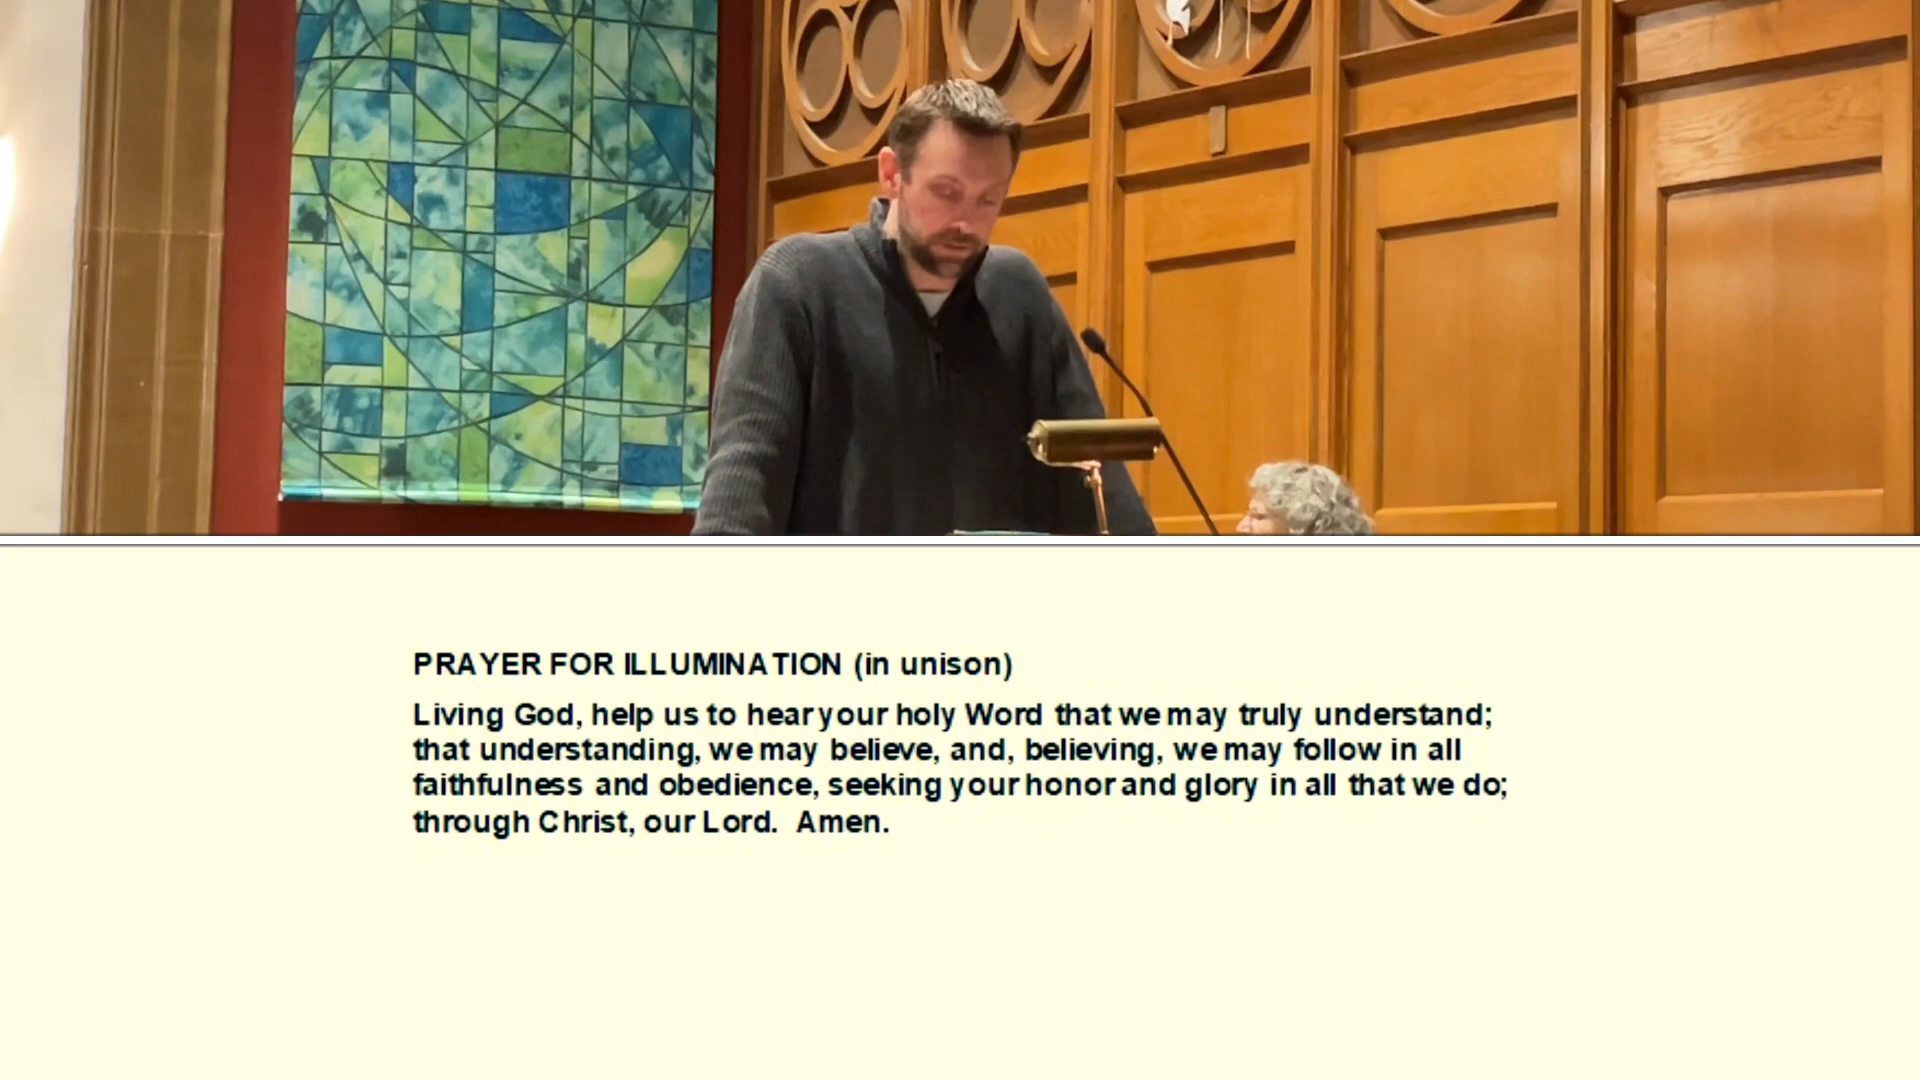 PRAYER FOR ILLUMINATION (in unison)
Living God, help us to hear your holy Word that we may truly understand;
that understanding, we may believe, and, believing, we may follow in all
faithfulness and obedience, seeking your honor and glory in all that we do;
through Christ, our Lord.  Amen.